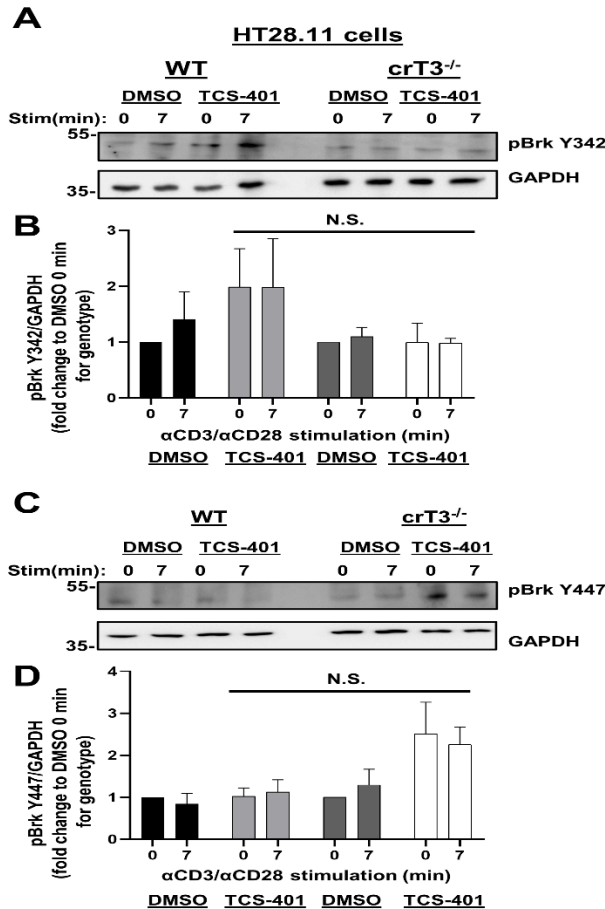 A
HT28.11 cells
WT crT3-/-
DMSO TCS-401 DMSO TCS-401
Stim(min): 0 7 0 7 0 7 0 7
55-
pBrk Y342
GAPDH
35-
B
N.S.
pBrk Y342/GAPDH
(fold change to DMSO 0 min
for genotype)
3
2
1
0
0 7 0 7 0 7 0 7
αCD3/αCD28 stimulation (min)
DMSO TCS-401 DMSO TCS-401
C
WT crT3-/-
DMSO TCS-401 DMSO TCS-401
Stim(min): 0 7 0 7 0 7 0 7
55-
pBrk Y447
GAPDH
35-
D
N.S.
pBrk Y447/GAPDH
(fold change to DMSO 0 min
for genotype)
4
3
2
1
0
0 7 0 7 0 7 0 7
αCD3/αCD28 stimulation (min)
DMSO TCS-401 DMSO TCS-401